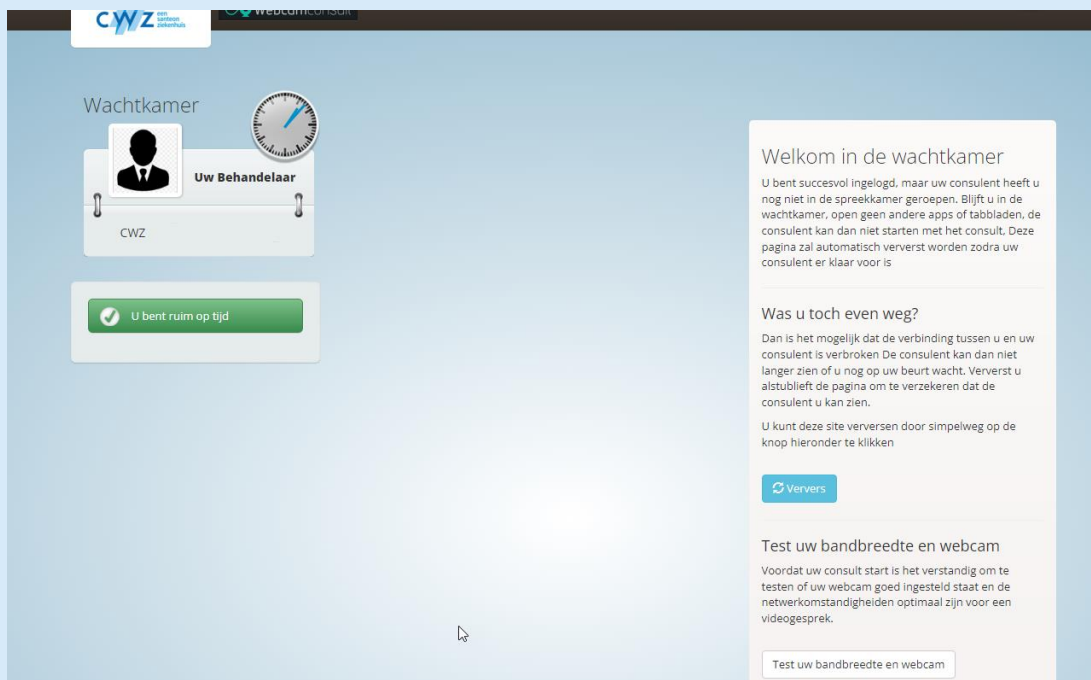 CWZ een
santeon
ziekenhuis
webcamconsult
Wachtkamer
Uw Behandelaar
CWZ
U bent ruim op tijd
Welkom in de wachtkamer
U bent succesvol ingelogd, maar uw consulent heeft u
nog niet in de spreekkamer geroepen. Blijft u in de
wachtkamer, open geen andere apps of tabbladen, de
consulent kan dan niet starten met het consult. Deze
pagina zal automatisch ververst worden zodra uw
consulent er klaar voor is
Was u toch even weg?
Dan is het mogelijk dat de verbinding tussen u en uw
consulent is verbroken De consulent kan dan niet
langer zien of u nog op uw beurt wacht. Ververst u
alstublieft de pagina om te verzekeren dat de
consulent u kan zien.
U kunt deze site verversen door simpelweg op de
knop hieronder te klikken
Ververs
Test uw bandbreedte en webcam
Voordat uw consult start is het verstandig om te
testen of uw webcam goed ingesteld staat en de
netwerkomstandigheden optimaal zijn voor een
videogesprek.
Test uw bandbreedte en webcam